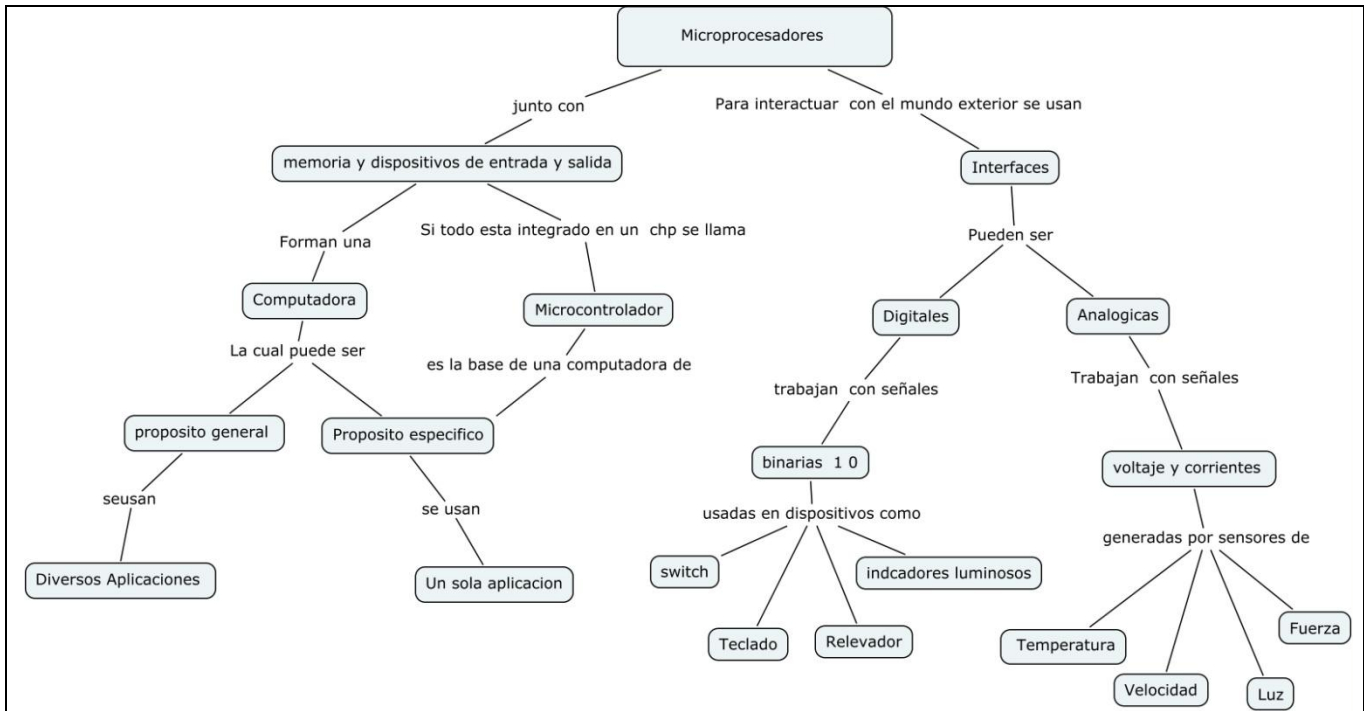 Microprocesadores
junto con
Para interactuar con el mundo exterior se usan
memoria y dispositivos de entrada y salida
Interfaces
Forman una
Si todo esta integrado en un chp se llama
Pueden ser
Computadora
Microcontrolador
Digitales
Analogicas
La cual puede ser
es la base de una computadora de
trabajan con señales
Trabajan con señales
proposito general
Proposito especifico
binarias 1 0
voltaje y corrientes
seusan
se usan
usadas en dispositivos como
generadas por sensores de
Diversos Aplicaciones
Un sola aplicacion
switch
indcadores luminosos
Teclado
Relevador
Temperatura
Fuerza
Velocidad
Luz